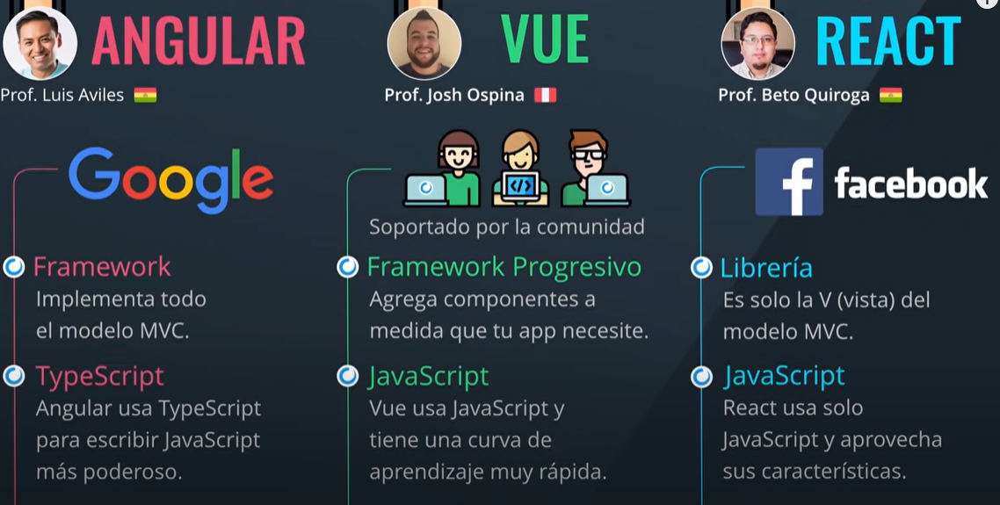 ANGULAR
Prof. Luis Aviles
Google
Framework
Implementa todo
el modelo MVC.
TypeScript
Angular usa TypeScript
para escribir JavaScript
más poderoso.
VUE
Prof. Josh Ospina
</>
Soportado por la comunidad
Framework Progresivo
Agrega componentes a
medida que tu app necesite.
JavaScript
Vue usa JavaScript y
tiene una curva de
aprendizaje muy rápida.
REACT
Prof. Beto Quiroga
f facebook
Librería
Es solo la V (vista) del
modelo MVC.
JavaScript
React usa solo
JavaScript y aprovecha
sus características.